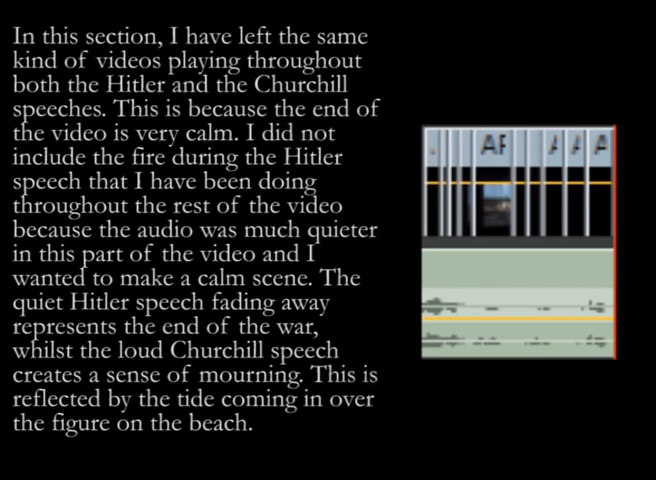 In this section, I have left the same
kind of videos playing throughout
both the Hitler and the Churchill
speeches. This is because the end of
the video is very calm. I did not
include the fire during the Hitler
speech that I have been doing
throughout the rest of the video
because the audio was much quieter
in this part of the video and I
wanted to make a calm scene. The
quiet Hitler speech fading away
represents the end of the war,
whilst the loud Churchill speech
creates a sense of mourning. This is
reflected by the tide coming in over
the figure on the beach.